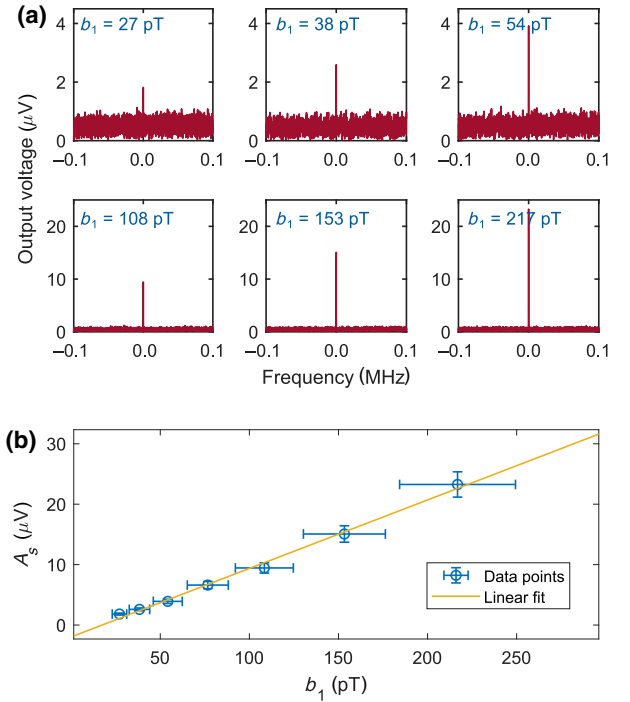 (a)
b₁ = 27 pT
b₁ = 38 pT
b₁ = 54 pT
4
2
0
4
2
0
4
2
0
−0.1 0.0 0.1
−0.1 0.0 0.1
−0.1 0.0 0.1
Output voltage (μV)
b₁ = 108 pT
b₁ = 153 pT
b₁ = 217 pT
20
10
0
20
10
0
20
10
0
−0.1 0.0 0.1
−0.1 0.0 0.1
−0.1 0.0 0.1
Frequency (MHz)
(b)
30
20
10
0
Aₛ (μV)
Data points
Linear fit
50 100 150 200 250
b₁ (pT)